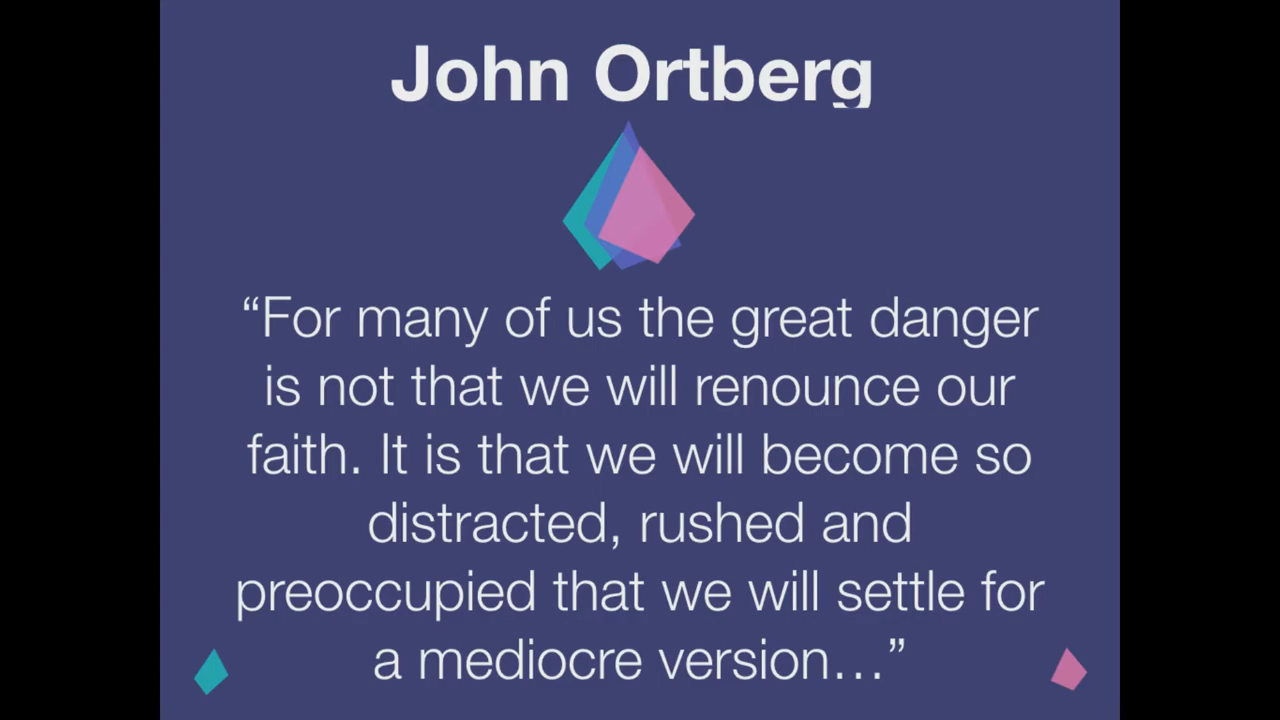 John Ortberg
“For many of us the great danger
is not that we will renounce our
faith. It is that we will become so
distracted, rushed and
preoccupied that we will settle for
a mediocre version…”